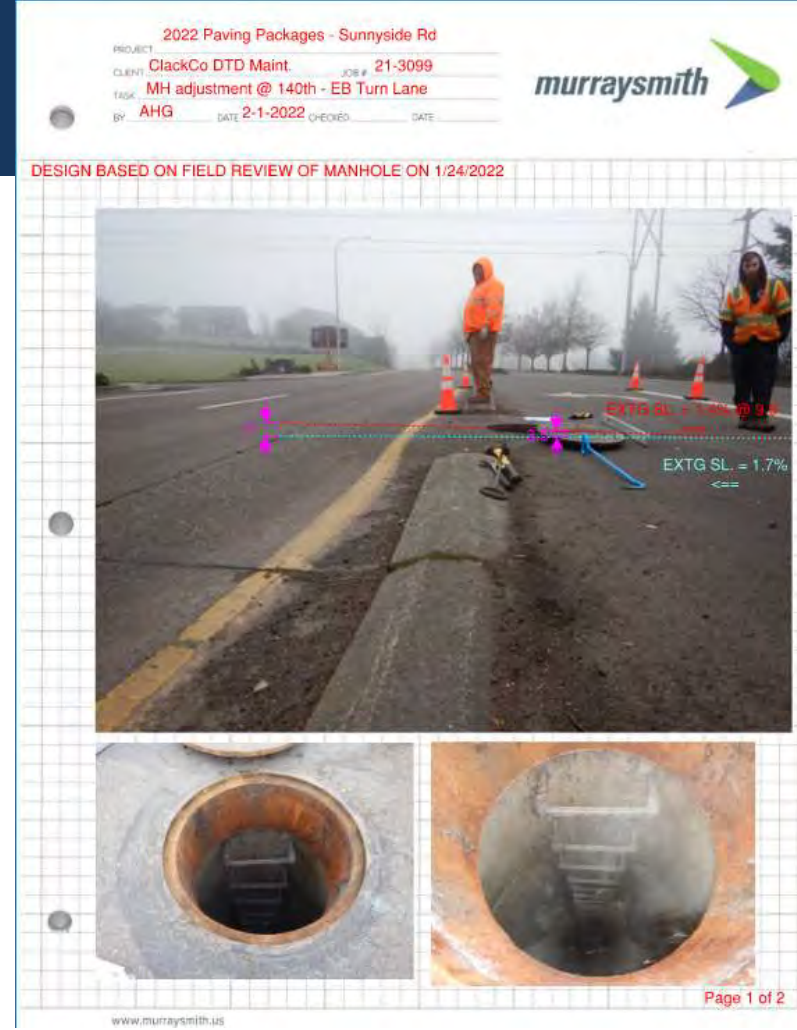 2022 Paving Packages - Sunnyside Rd
PROJECT
ClackCo DTD Maint.
CLIENT JOB # 21-3099
TASK MH adjustment @ 140th - EB Turn Lane
BY AHG DATE 2-1-2022 CHECKED DATE
murraysmith
DESIGN BASED ON FIELD REVIEW OF MANHOLE ON 1/24/2022
EXTG SL. =
EXTG SL. = 1.7%
<==
Page 1 of 2
www.murraysmith.us